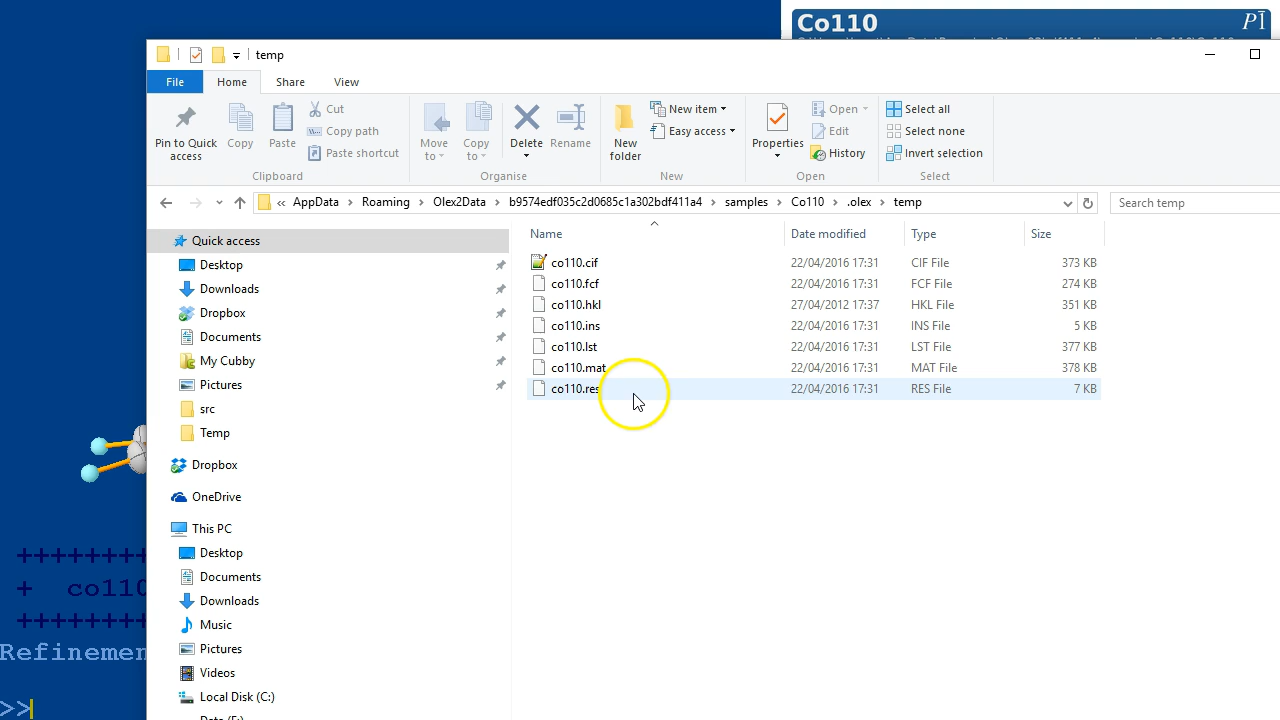 Co110
PĪ
temp
File Home Share View
Pin to Quick access
Copy
Paste
Cut
Copy path
Paste shortcut
Clipboard
Move to
Copy to
Delete
Rename
Organise
New folder
New item
Easy access
New
Properties
Open
Edit
History
Open
Select all
Select none
Invert selection
Select
« AppData > Roaming > Olex2Data > b9574edf035c2d0685c1a302bdf411a4 > samples > Co110 > .olex > temp
Search temp
Name Date modified Type Size
co110.cif 22/04/2016 17:31 CIF File 373 KB
co110.fcf 22/04/2016 17:31 FCF File 274 KB
co110.hkl 27/04/2012 17:37 HKL File 351 KB
co110.ins 22/04/2016 17:31 INS File 5 KB
co110.lst 22/04/2016 17:31 LST File 377 KB
co110.mat 22/04/2016 17:31 MAT File 378 KB
co110.res 22/04/2016 17:31 RES File 7 KB
Quick access
Desktop
Downloads
Dropbox
Documents
My Cubby
Pictures
src
Temp
Dropbox
OneDrive
This PC
Desktop
Documents
Downloads
Music
Pictures
Videos
Local Disk (C:)
+++++++++
+ co110
+++++++++
Refinemen
>>